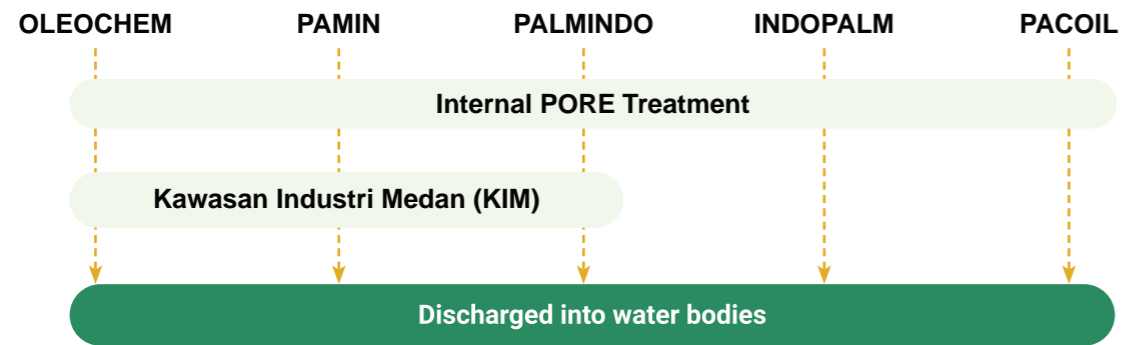 OLEOCHEM PAMIN PALMINDO INDOPALM PACOIL
Internal PORE Treatment
Kawasan Industri Medan (KIM)
Discharged into water bodies